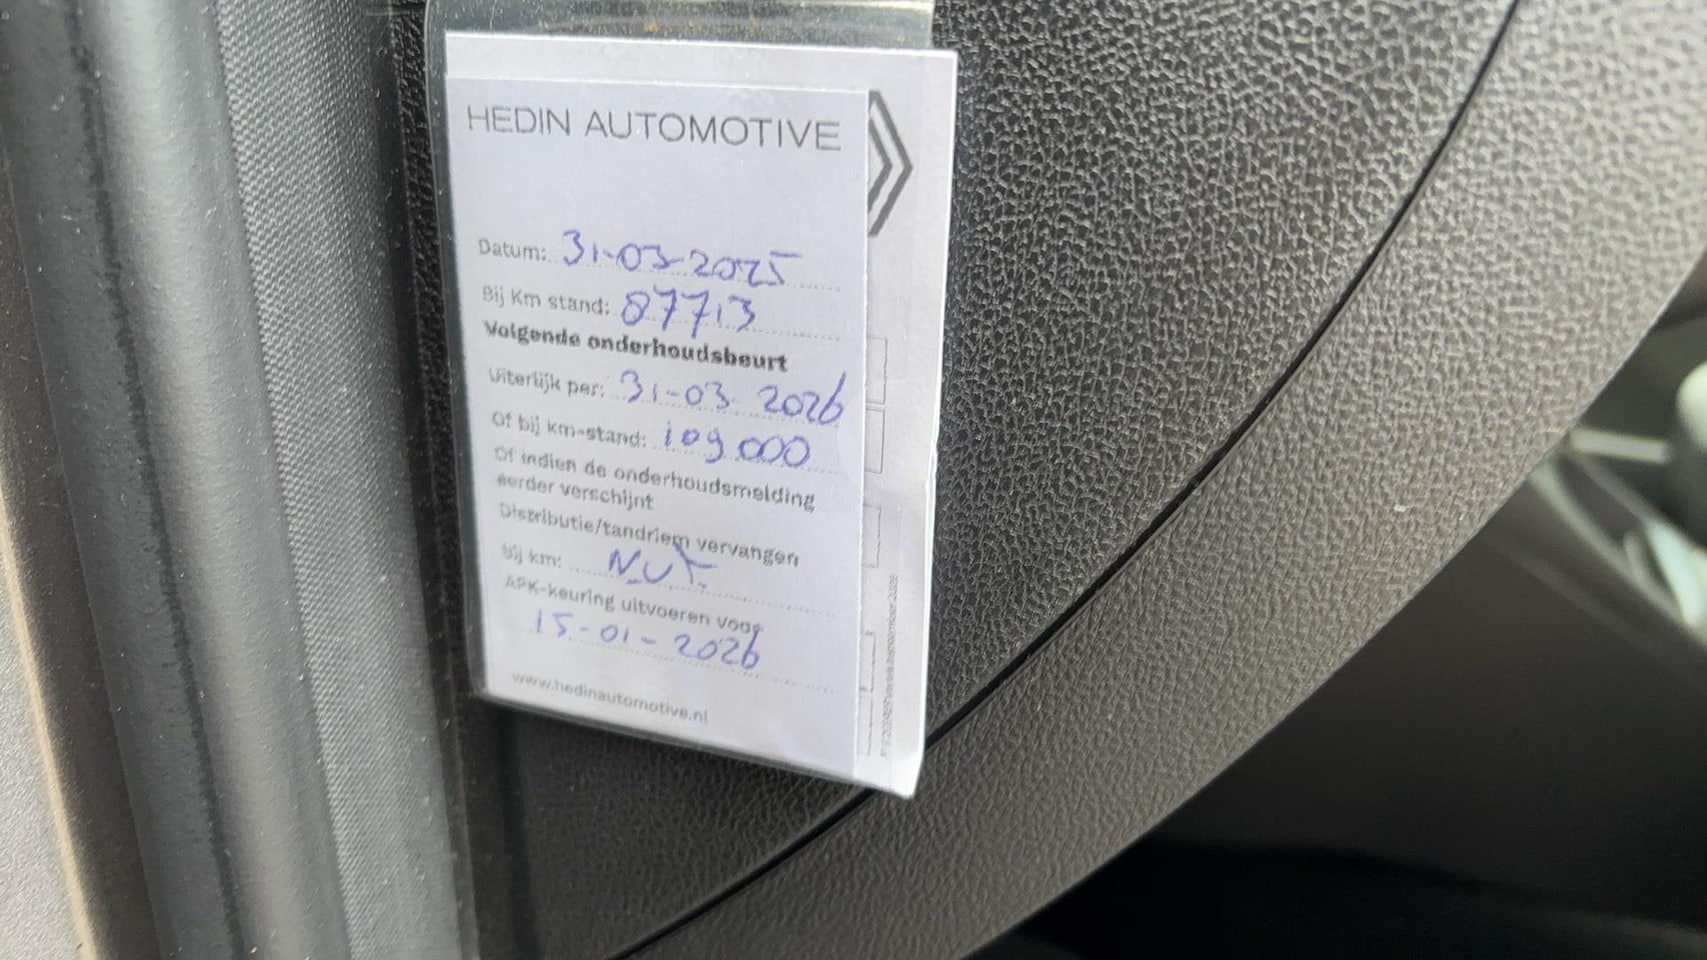 HEDIN AUTOMOTIVE
Datum: 31-03-2025
Bij Km stand: 87713
Volgende onderhoudsbeurt
Uiterlijk per: 31-03-2026
Of bij km-stand: 109.000
Of indien de onderhoudsmelding
eerder verschijnt
Distributie/tandriem vervangen
bij km: N.V.T.
APK-keuring uitvoeren voor
15-01-2026
www.hedinautomotive.nl